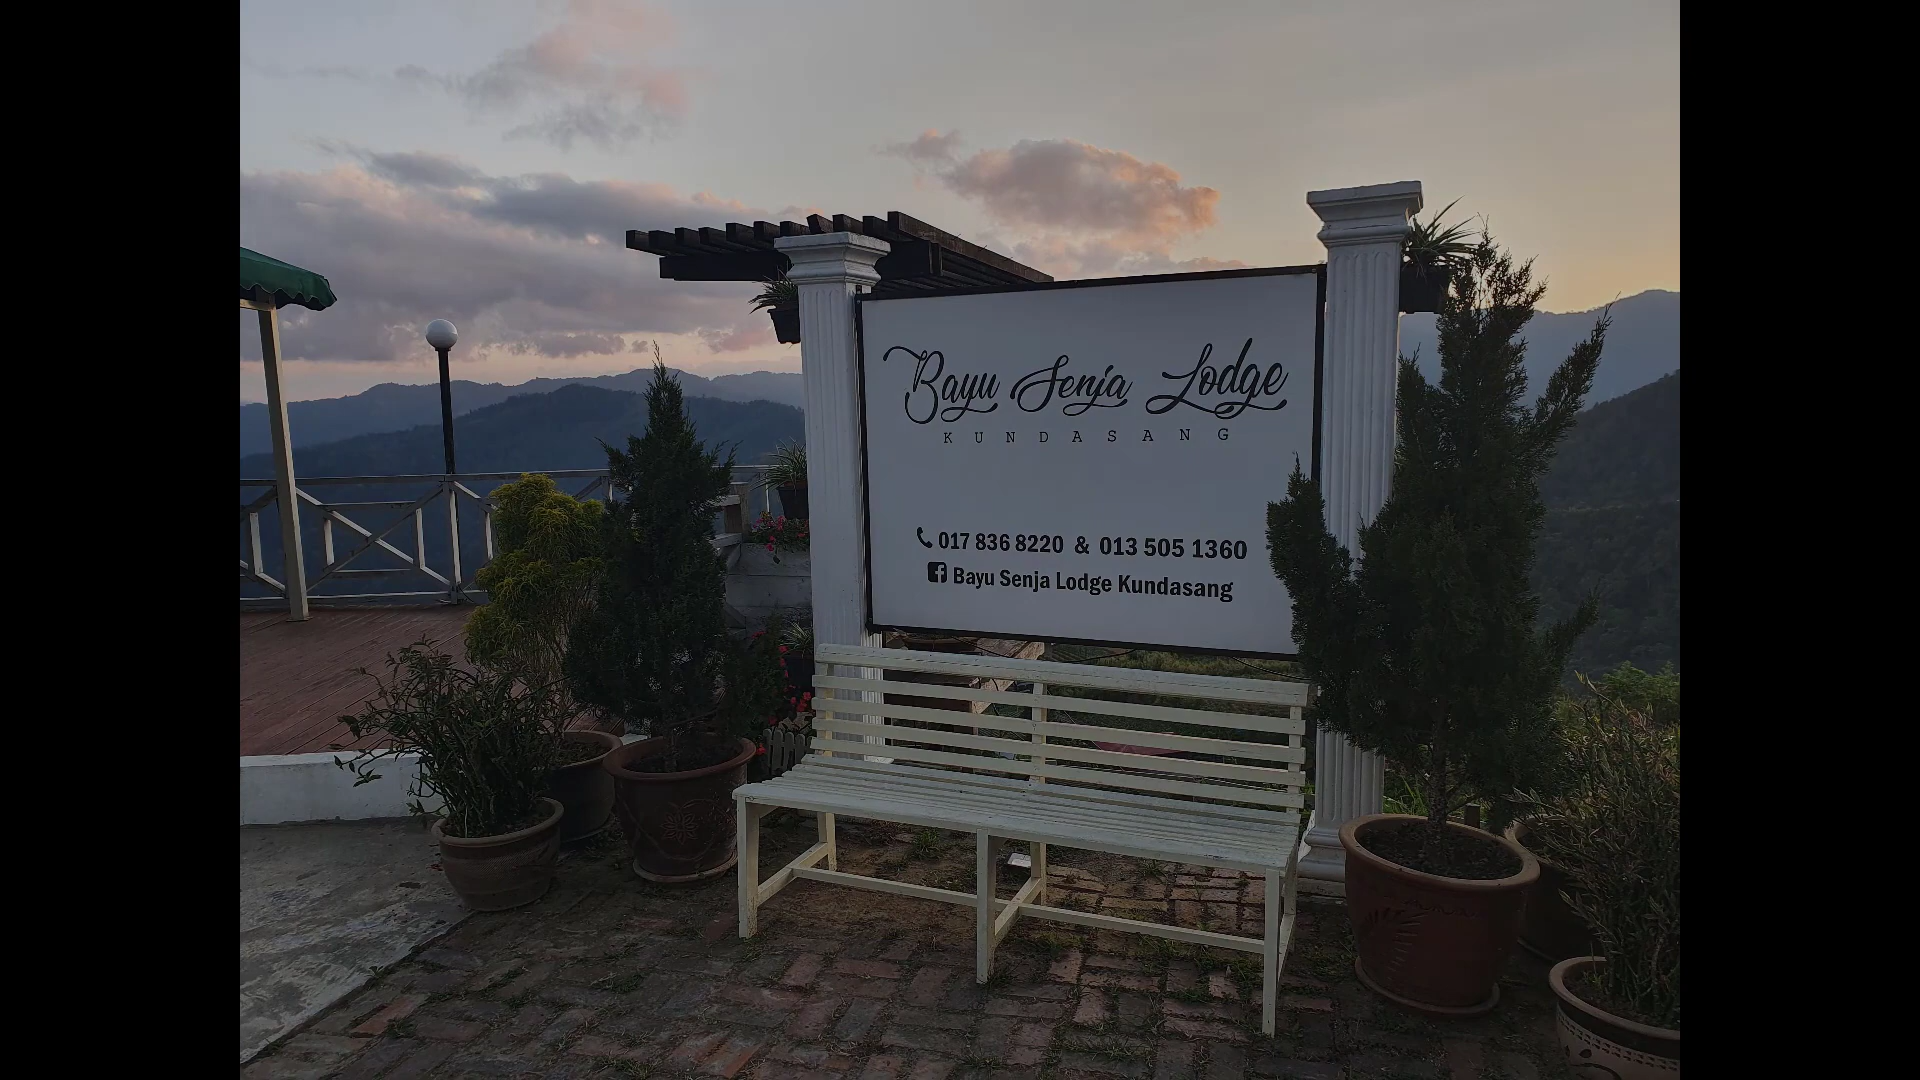 Bayu Senja Lodge
KUNDASANG
017 836 8220 & 013 505 1360
Bayu Senja Lodge Kundasang